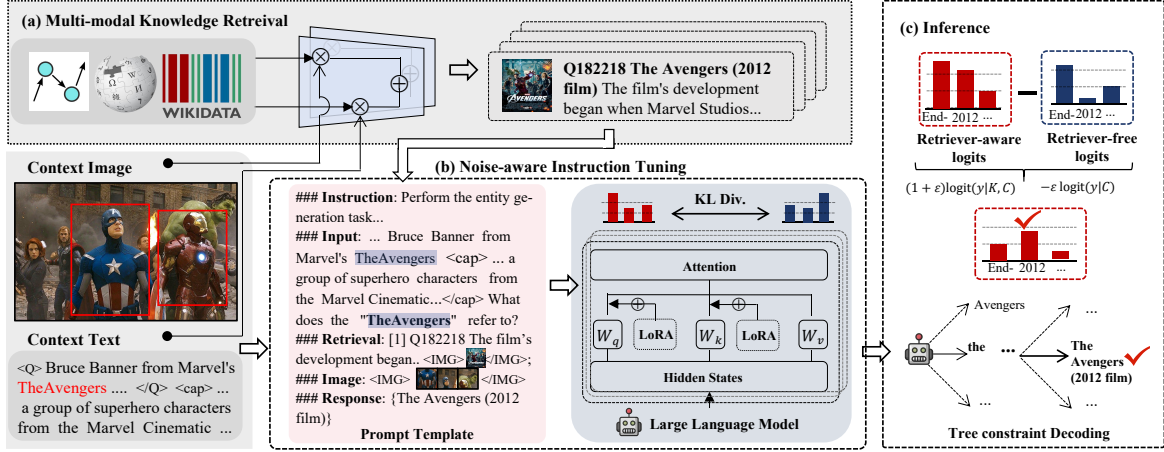 (a) Multi-modal Knowledge Retreival
WIKIDATA
AVENGERS
Q182218 The Avengers (2012
film) The film's development
began when Marvel Studios...
Context Image
Context Text
<Q> Bruce Banner from Marvel's
TheAvengers .... </Q> <cap> ...
a group of superhero characters
from the Marvel Cinematic ...
(b) Noise-aware Instruction Tuning
### Instruction: Perform the entity ge-
neration task...
### Input: ... Bruce Banner from
Marvel's TheAvengers <cap> ... a
group of superhero characters from
the Marvel Cinematic...</cap> What
does the "TheAvengers" refer to?
### Retrieval: [1] Q182218 The film's
development began.. <IMG> </IMG>;
### Image: <IMG> </IMG>
### Response: {The Avengers (2012
film)}
Prompt Template
KL Div.
Attention
W_q LoRA W_k LoRA W_v
Hidden States
Large Language Model
(c) Inference
End- 2012 ...
End- 2012 ...
Retriever-aware
logits
Retriever-free
logits
(1 + ε)logit(y|K, C)
−ε logit(y|C)
End- 2012 ...
Avengers
the
...
...
...
The
Avengers
(2012 film)
...
Tree constraint Decoding